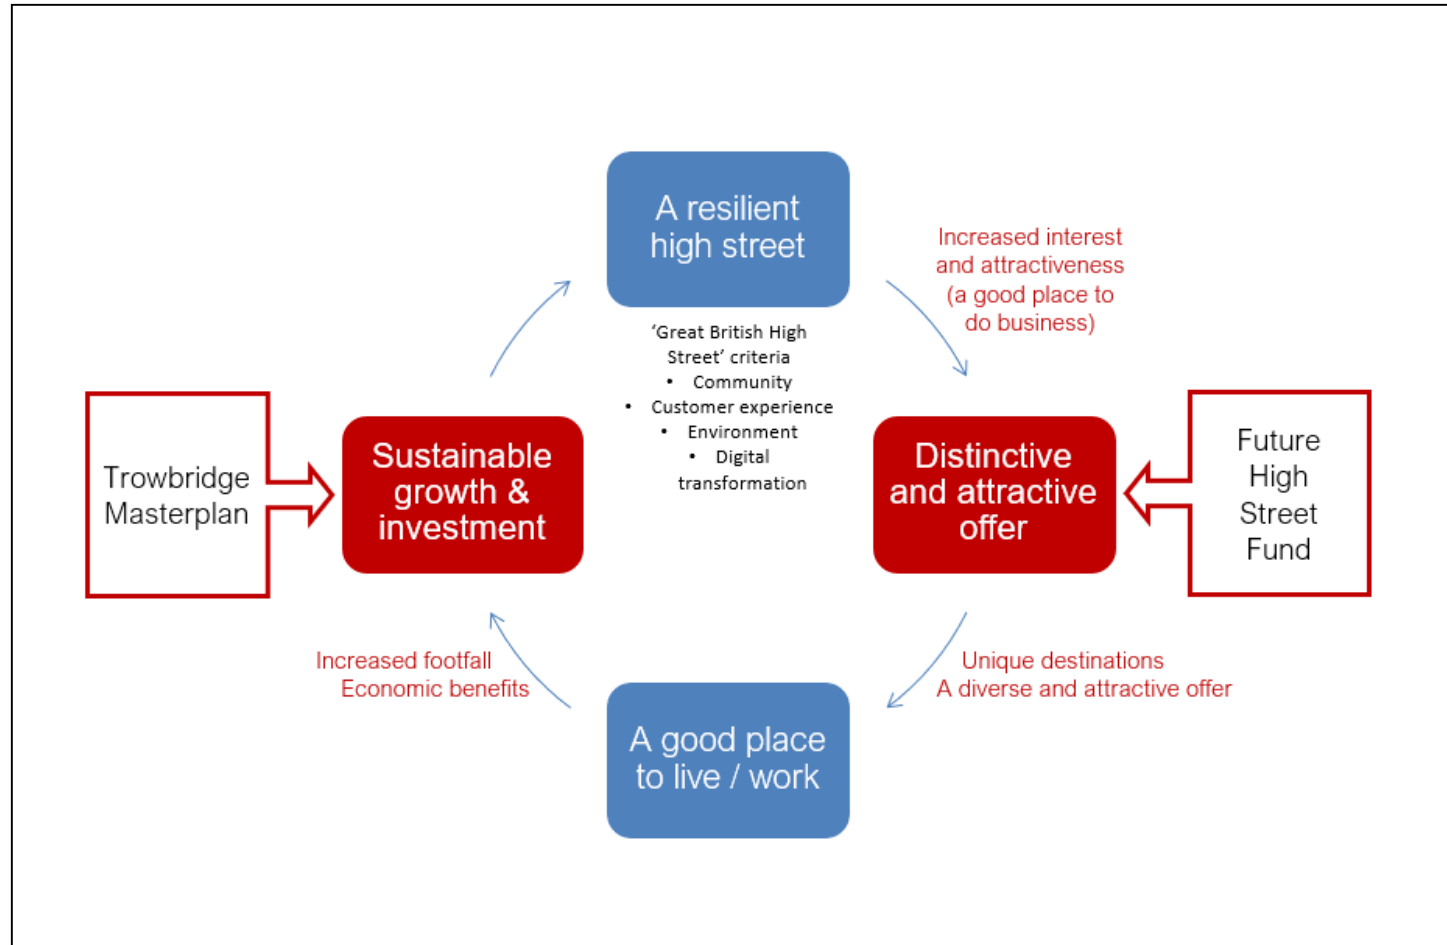 A resilient
high street
Increased interest
and attractiveness
(a good place to
do business)
‘Great British High
Street’ criteria
• Community
• Customer experience
• Environment
• Digital
transformation
Trowbridge
Masterplan
Sustainable
growth &
investment
Distinctive
and attractive
offer
Future
High
Street
Fund
Increased footfall
Economic benefits
Unique destinations
A diverse and attractive offer
A good place
to live / work